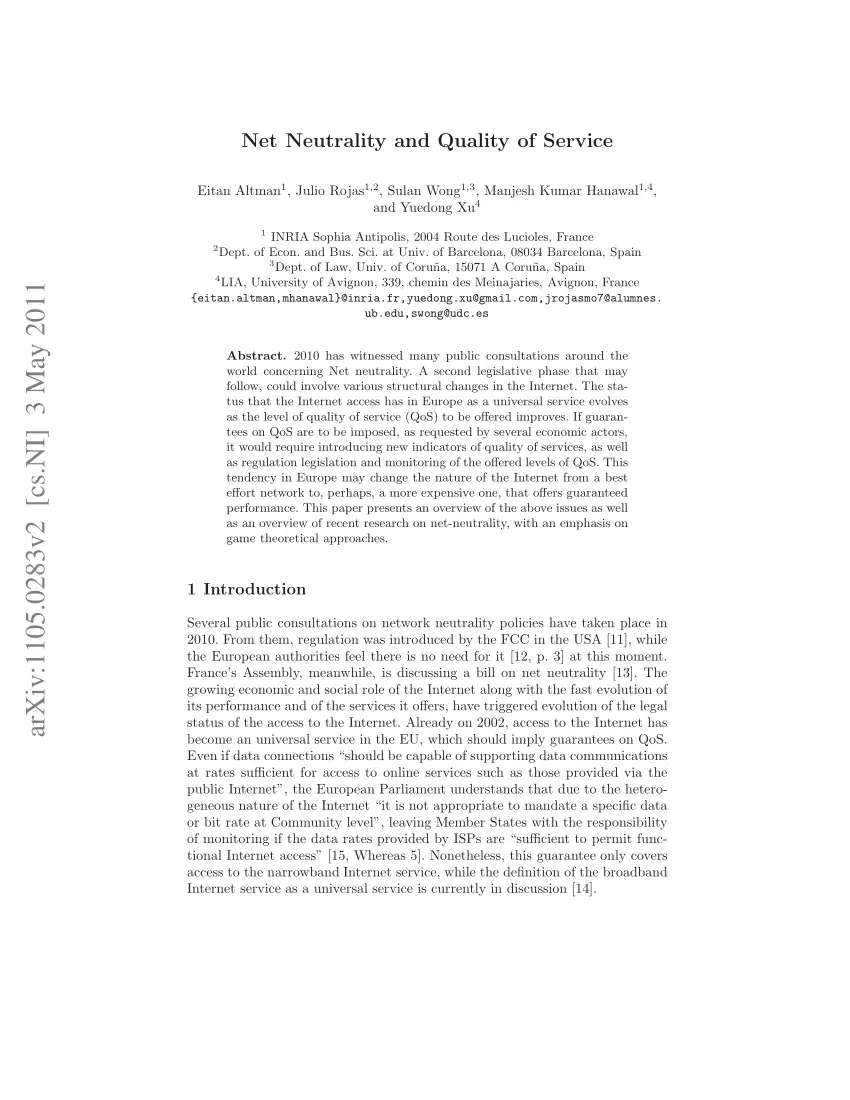 Net Neutrality and Quality of Service
Eitan Altman1, Julio Rojas1,2, Sulan Wong1,3, Manjesh Kumar Hanawal1,4,
and Yuedong Xu4
1 INRIA Sophia Antipolis, 2004 Route des Lucioles, France
2Dept. of Econ. and Bus. Sci. at Univ. of Barcelona, 08034 Barcelona, Spain
3Dept. of Law, Univ. of Coruña, 15071 A Coruña, Spain
4LIA, University of Avignon, 339, chemin des Meinajaries, Avignon, France
{eitan.altman,mhanawal}@inria.fr,yuedong.xu@gmail.com,jrojasmo7@alumnes.
ub.edu,swong@udc.es
Abstract. 2010 has witnessed many public consultations around the
world concerning Net neutrality. A second legislative phase that may
follow, could involve various structural changes in the Internet. The sta-
tus that the Internet access has in Europe as a universal service evolves
as the level of quality of service (QoS) to be offered improves. If guaran-
tees on QoS are to be imposed, as requested by several economic actors,
it would require introducing new indicators of quality of services, as well
as regulation legislation and monitoring of the offered levels of QoS. This
tendency in Europe may change the nature of the Internet from a best
effort network to, perhaps, a more expensive one, that offers guaranteed
performance. This paper presents an overview of the above issues as well
as an overview of recent research on net-neutrality, with an emphasis on
game theoretical approaches.
1 Introduction
Several public consultations on network neutrality policies have taken place in
2010. From them, regulation was introduced by the FCC in the USA [11], while
the European authorities feel there is no need for it [12, p. 3] at this moment.
France's Assembly, meanwhile, is discussing a bill on net neutrality [13]. The
growing economic and social role of the Internet along with the fast evolution of
its performance and of the services it offers, have triggered evolution of the legal
status of the access to the Internet. Already on 2002, access to the Internet has
become an universal service in the EU, which should imply guarantees on QoS.
Even if data connections “should be capable of supporting data communications
at rates sufficient for access to online services such as those provided via the
public Internet”, the European Parliament understands that due to the hetero-
geneous nature of the Internet “it is not appropriate to mandate a specific data
or bit rate at Community level”, leaving Member States with the responsibility
of monitoring if the data rates provided by ISPs are “sufficient to permit func-
tional Internet access” [15, Whereas 5]. Nonetheless, this guarantee only covers
access to the narrowband Internet service, while the definition of the broadband
Internet service as a universal service is currently in discussion [14].
arXiv:1105.0283v2 [cs.NI] 3 May 2011